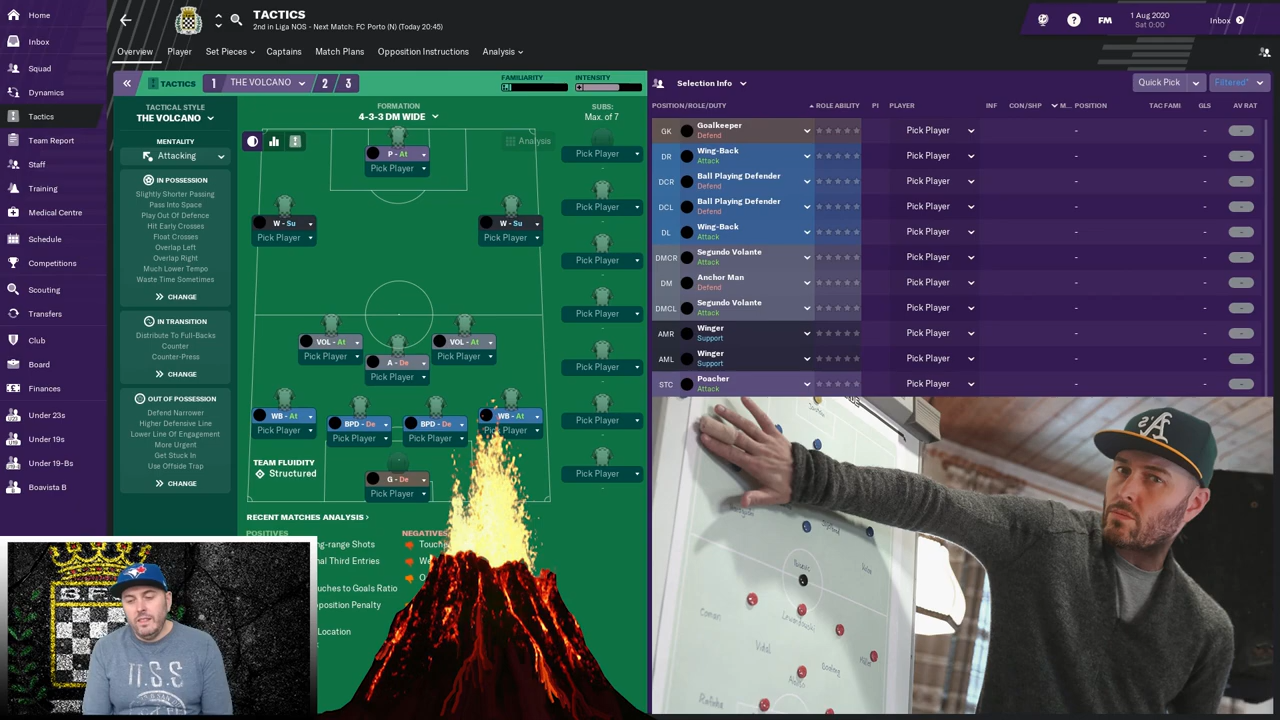 Home
Inbox
Squad
Dynamics
Tactics
Team Report
Staff
Training
Medical Centre
Schedule
Competitions
Scouting
Transfers
Club
Board
Finances
Under 23s
Under 19s
Under 19-Bs
Boavista B
TACTICS
2nd in Liga NOS - Next Match: FC Porto (N) (Today 20:45)
FM
1 Aug 2020
Sat 0:00
Inbox
Overview
Player
Set Pieces
Captains
Match Plans
Opposition Instructions
Analysis
TACTICS
1
THE VOLCANO
2
3
FAMILIARITY
INTENSITY
TACTICAL STYLE
THE VOLCANO
MENTALITY
Attacking
IN POSSESSION
Slightly Shorter Passing
Pass Into Space
Play Out Of Defence
Hit Early Crosses
Float Crosses
Overlap Left
Overlap Right
Much Lower Tempo
Waste Time Sometimes
CHANGE
IN TRANSITION
Distribute To Full-Backs
Counter
Counter-Press
CHANGE
OUT OF POSSESSION
Defend Narrower
Higher Defensive Line
Lower Line Of Engagement
More Urgent
Get Stuck In
Use Offside Trap
CHANGE
FORMATION
4-3-3 DM WIDE
SUBS:
Max. of 7
Analysis
P - At
Pick Player
W - Su
Pick Player
W - Su
Pick Player
VOL - At
Pick Player
VOL - At
Pick Player
A - De
Pick Player
WB - At
Pick Player
BPD - De
Pick Player
BPD - De
Pick Player
WB - At
Pick Player
G - De
Pick Player
Pick Player
Pick Player
Pick Player
Pick Player
Pick Player
Pick Player
Pick Player
TEAM FLUIDITY
Structured
RECENT MATCHES ANALYSIS
POSITIVES
NEGATIVES
ng-range Shots
nal Third Entries
ouches to Goals Ratio
pposition Penalty
Location
Touch
We
O
Selection Info
Quick Pick
Filtered*
POSITION/ROLE/DUTY
ROLE ABILITY
PI
PLAYER
INF
CON/SHP
M...
POSITION
TAC FAMI
GLS
AV RAT
GK
Goalkeeper
Defend
Pick Player
-
-
-
DR
Wing-Back
Attack
Pick Player
-
-
-
DCR
Ball Playing Defender
Defend
Pick Player
-
-
-
DCL
Ball Playing Defender
Defend
Pick Player
-
-
-
DL
Wing-Back
Attack
Pick Player
-
-
-
DMCR
Segundo Volante
Attack
Pick Player
-
-
-
DM
Anchor Man
Defend
Pick Player
-
-
-
DMCL
Segundo Volante
Attack
Pick Player
-
-
-
AMR
Winger
Support
Pick Player
-
-
-
AML
Winger
Support
Pick Player
-
-
-
STC
Poacher
Attack
Pick Player
-
-
-
Coman
Lewandowski
Vidal
Boateng